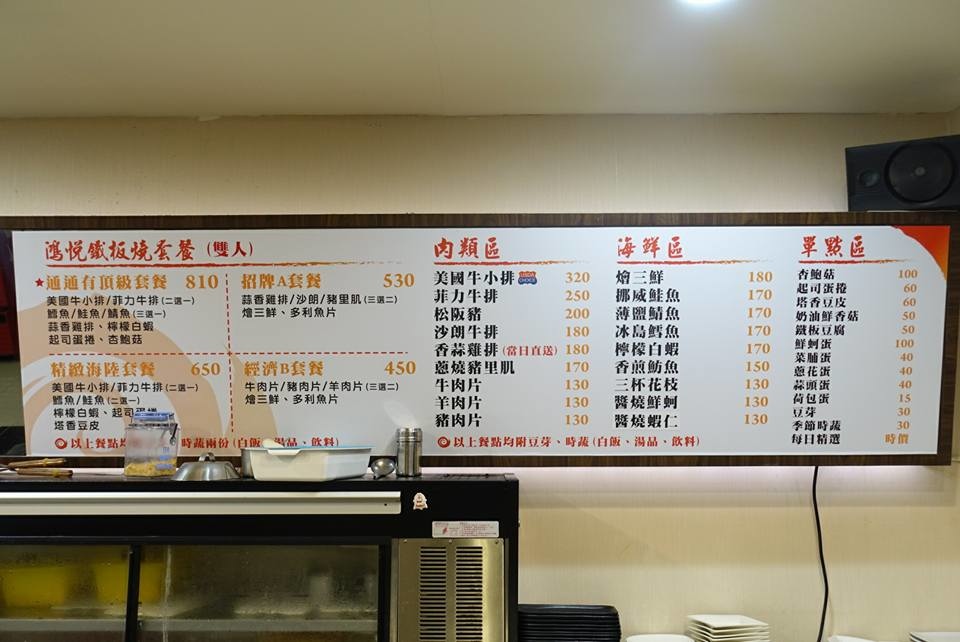 鴻悅鐵板燒套餐 (雙人)
★通通有頂級套餐 810
美國牛小排/菲力牛排(二選一)
鱈魚/鮭魚/鯖魚(三選一)
蒜香雞排、檸檬白蝦
起司蛋捲、杏鮑菇
招牌A套餐 530
蒜香雞排/沙朗/豬里肌(三選二)
燴三鮮、多利魚片
精緻海陸套餐 650
美國牛小排/菲力牛排(二選一)
鱈魚/鮭魚(二選一)
檸檬白蝦、起司蛋捲
塔香豆皮
經濟B套餐 450
牛肉片/豬肉片/羊肉片(三選二)
燴三鮮、多利魚片
以上餐點均 時蔬兩份 (白飯、湯品、飲料)
肉類區
美國牛小排 320
菲力牛排 250
松阪豬 200
沙朗牛排 180
香蒜雞排 (當日直送) 180
蔥燒豬里肌 170
牛肉片 130
羊肉片 130
豬肉片 130
以上餐點均附豆芽、時蔬 (白飯、湯品、飲料)
海鮮區
燴三鮮 180
挪威鮭魚 170
薄鹽鯖魚 170
冰島鱈魚 170
檸檬白蝦 170
香煎魴魚 150
三杯花枝 130
醬燒鮮蚵 130
醬燒蝦仁 130
單點區
杏鮑菇 100
起司蛋捲 60
塔香豆皮 60
奶油鮮香菇 50
鐵板豆腐 50
鮮蚵蛋 100
菜脯蛋 40
蔥花蛋 40
蒜頭蛋 40
荷包蛋 15
豆芽 30
季節時蔬 30
每日精選 時價